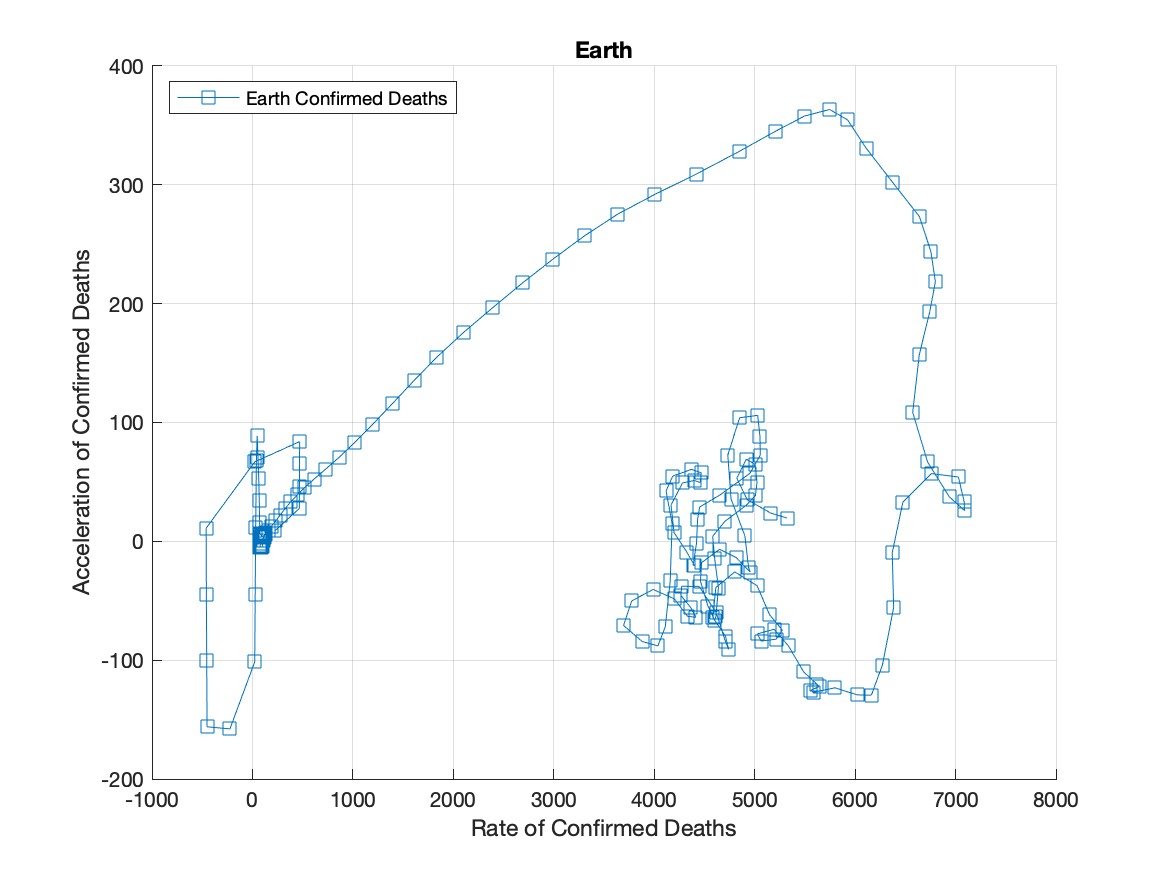 Earth
Earth Confirmed Deaths
400
300
200
100
0
-100
-200
Acceleration of Confirmed Deaths
-1000 0 1000 2000 3000 4000 5000 6000 7000 8000
Rate of Confirmed Deaths